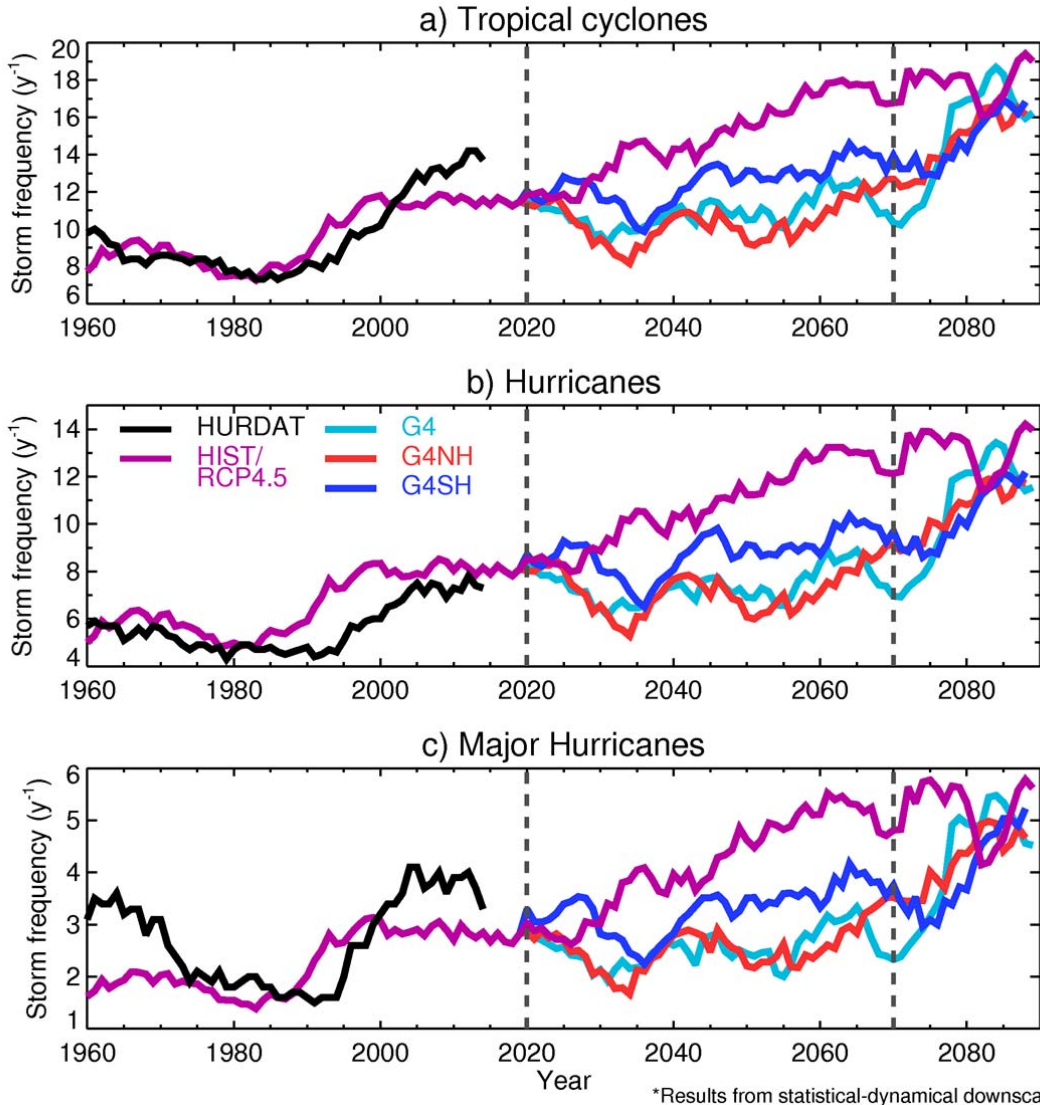 a) Tropical cyclones
Storm frequency (y⁻¹)
20
18
16
14
12
10
8
6
1960 1980 2000 2020 2040 2060 2080
b) Hurricanes
Storm frequency (y⁻¹)
14
12
10
8
6
4
HURDAT
HIST/
RCP4.5
G4
G4NH
G4SH
1960 1980 2000 2020 2040 2060 2080
c) Major Hurricanes
Storm frequency (y⁻¹)
6
5
4
3
2
1
1960 1980 2000 2020 2040 2060 2080
Year
*Results from statistical-dynamical downsca